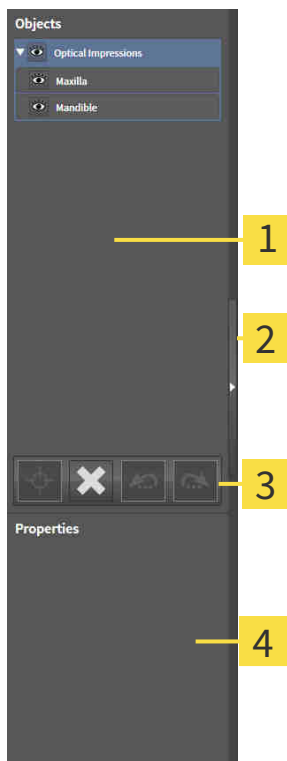 Objects
Optical Impressions
Maxilla
Mandible
1
2
3
Properties
4